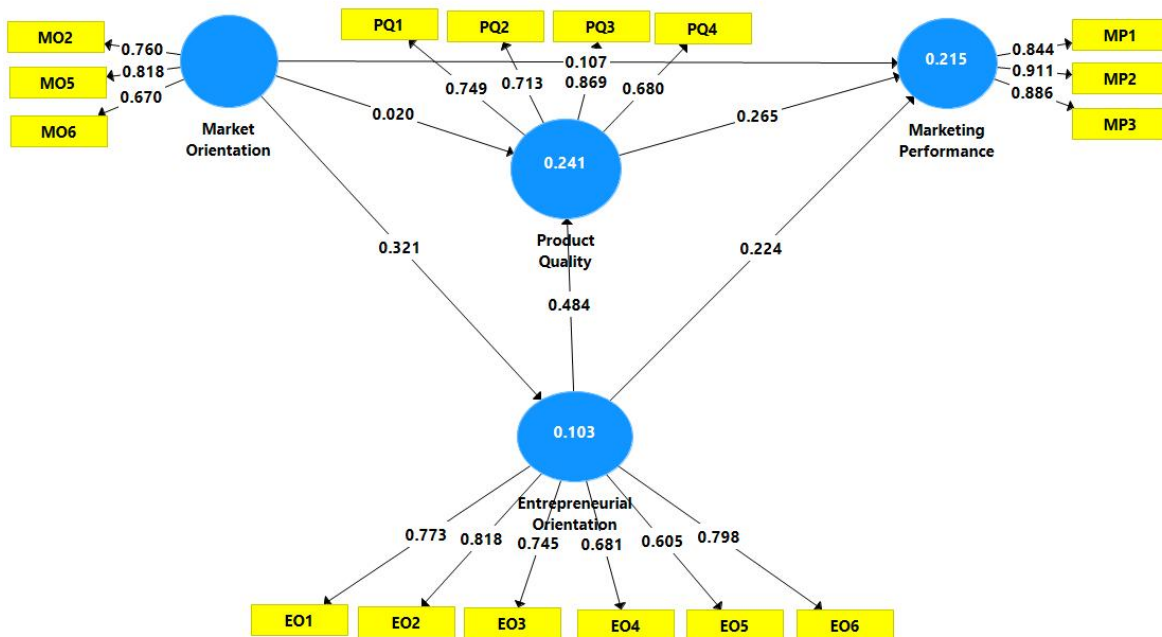 PQ1
PQ2
PQ3
PQ4
MO2
0.760
MO5
0.818
MO6
0.670
Market
Orientation
0.749
0.713
0.107
0.869
0.680
0.215
0.844
MP1
0.911
MP2
0.886
MP3
Marketing
Performance
0.020
0.265
0.241
Product
Quality
0.321
0.224
0.484
0.103
Entrepreneurial
Orientation
0.773
0.818
0.745
0.681
0.605
0.798
EO1
EO2
EO3
EO4
EO5
EO6